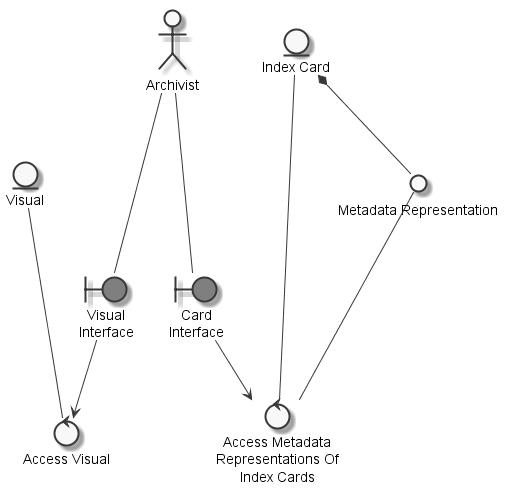 Archivist
Index Card
Visual
Metadata Representation
Visual
Interface
Card
Interface
Access Visual
Access Metadata
Representations Of
Index Cards